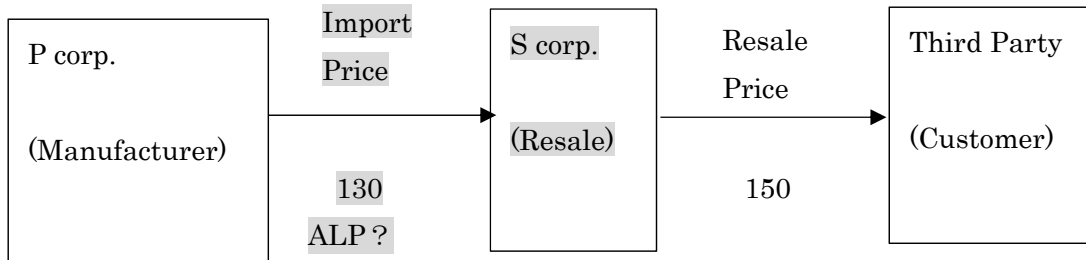 P corp.
(Manufacturer)
Import
Price
130
ALP？
S corp.
(Resale)
Resale
Price
150
Third Party
(Customer)